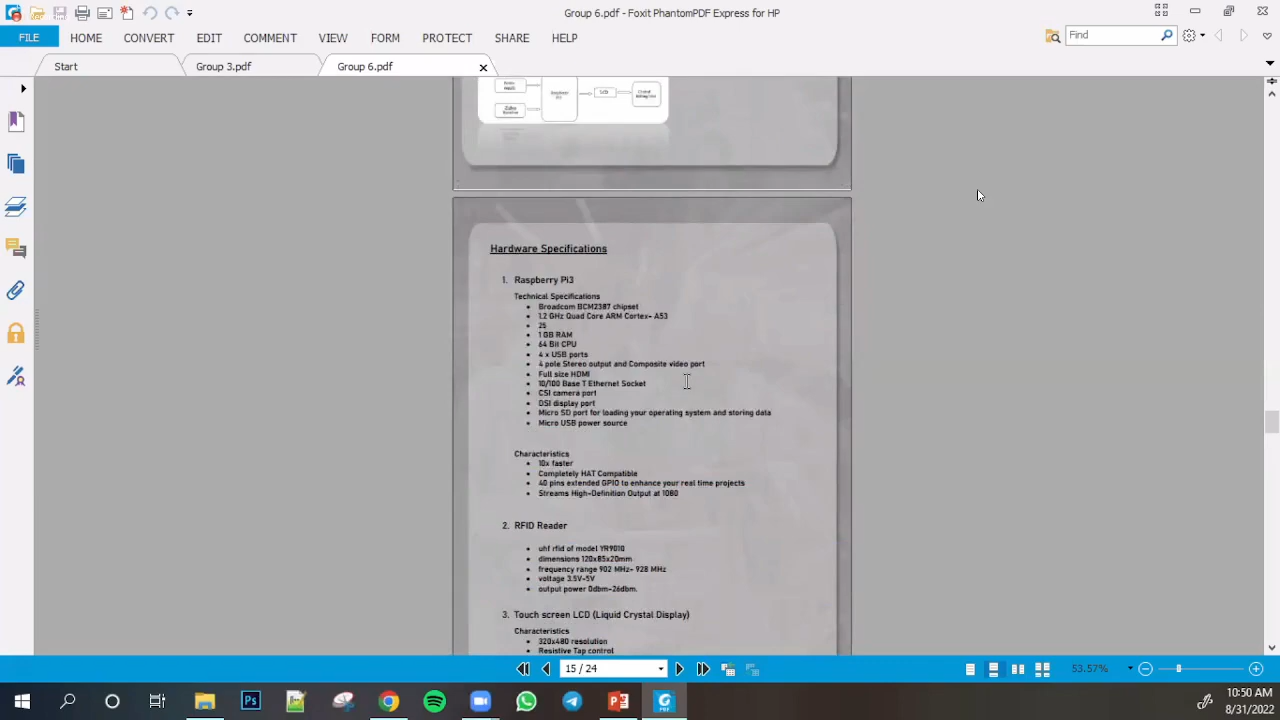 Group 6.pdf - Foxit PhantomPDF Express for HP
FILE HOME CONVERT EDIT COMMENT VIEW FORM PROTECT SHARE HELP
Find
Start Group 3.pdf Group 6.pdf
LCD
Hardware Specifications
1. Raspberry Pi3
Technical Specifications
• Broadcom BCM2387 chipset
• 1.2 GHz Quad Core ARM Cortex- A53
• 25
• 1 GB RAM
• 64 Bit CPU
• 4 x USB ports
• 4 pole Stereo output and Composite video port
• Full size HDMI
• 10/100 Base T Ethernet Socket
• CSI camera port
• DSI display port
• Micro SD port for loading your operating system and storing data
• Micro USB power source
Characteristics
• 10x faster
• Completely HAT Compatible
• 40 pins extended GPIO to enhance your real time projects
• Streams High-Definition Output at 1080
2. RFID Reader
• uhf rfid of model YR9010
• dimensions 120x85x20mm
• frequency range 902 MHz- 928 MHz
• voltage 3.5V-5V
• output power 0dbm-26dbm.
3. Touch screen LCD (Liquid Crystal Display)
Characteristics
• 320x480 resolution
• Resistive Tap control
15 / 24
53.57%
Ps
10:50 AM
8/31/2022